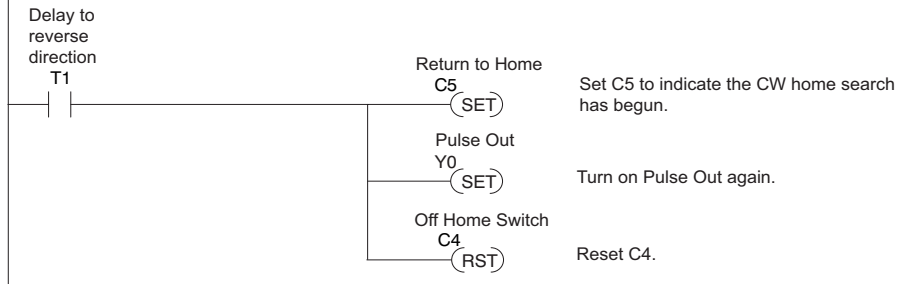 Delay to
reverse
direction
T1
Return to Home
C5
SET
Set C5 to indicate the CW home search
has begun.
Pulse Out
Y0
SET
Turn on Pulse Out again.
Off Home Switch
C4
RST
Reset C4.